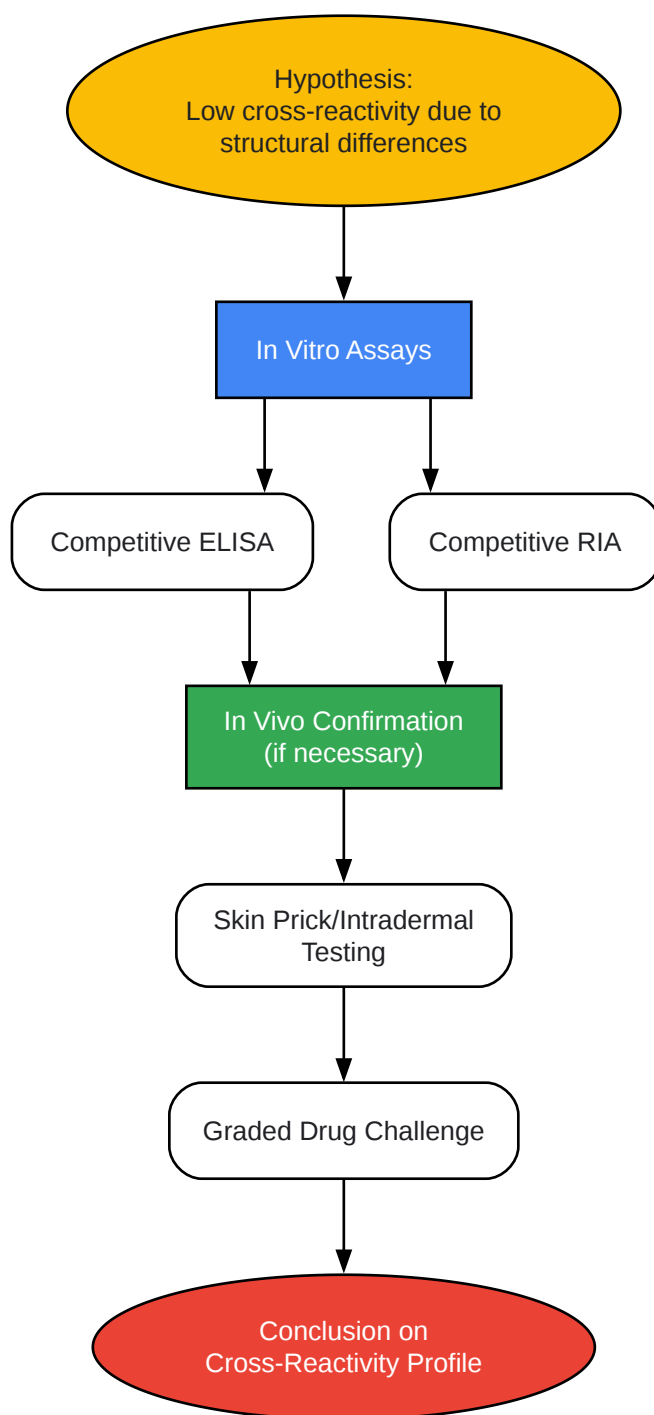 Hypothesis:
Low cross-reactivity due to
structural differences
In Vitro Assays
Competitive ELISA
Competitive RIA
In Vivo Confirmation
(if necessary)
Skin Prick/Intradermal
Testing
Graded Drug Challenge
Conclusion on
Cross-Reactivity Profile